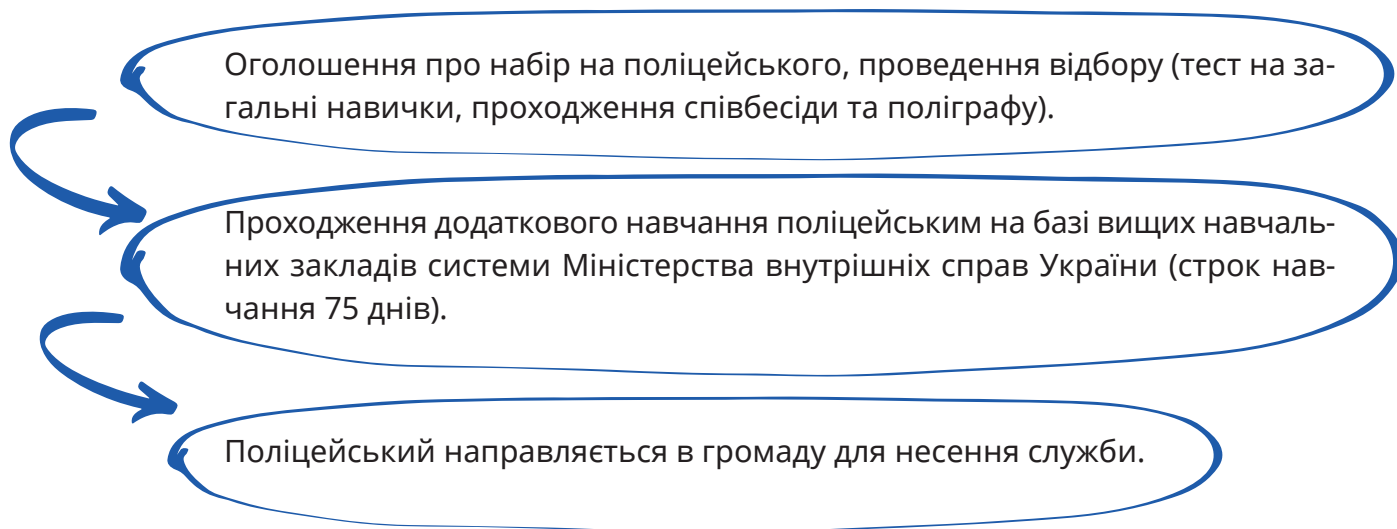 Оголошення про набір на поліцейського, проведення відбору (тест на за-
гальні навички, проходження співбесіди та поліграфу).
Проходження додаткового навчання поліцейським на базі вищих навчаль-
них закладів системи Міністерства внутрішніх справ України (строк нав-
чання 75 днів).
Поліцейський направляється в громаду для несення служби.